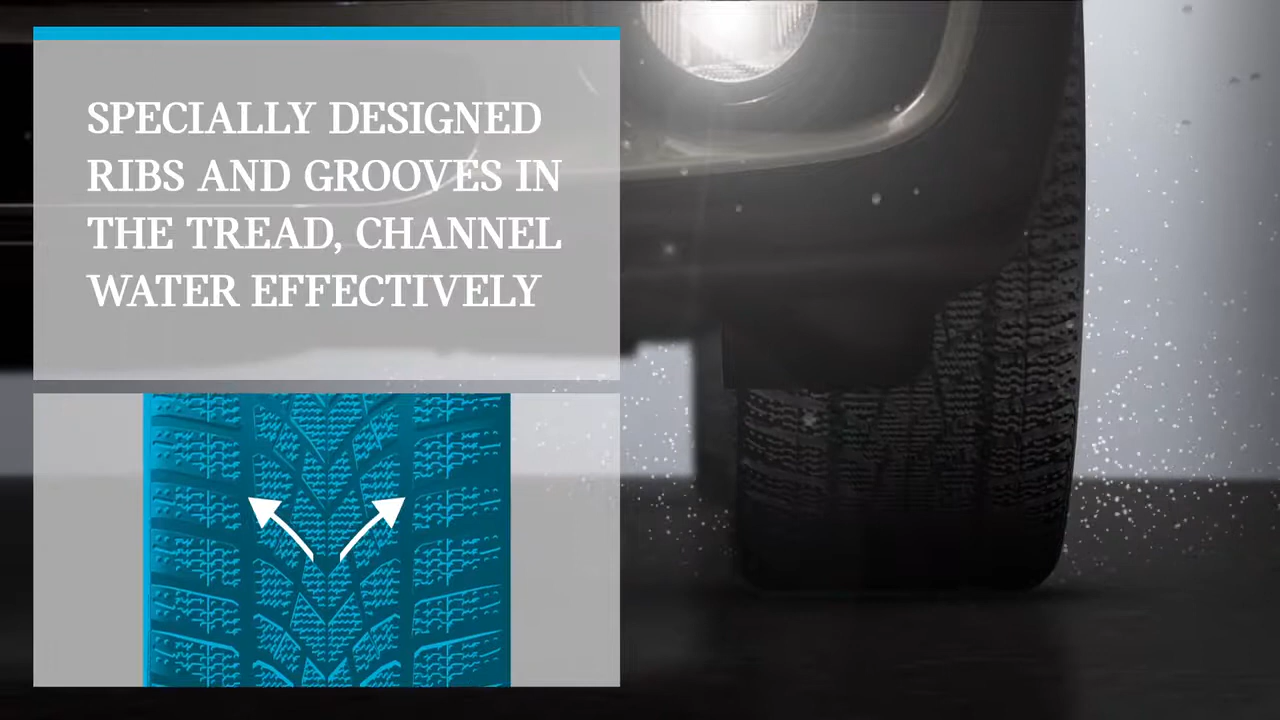 SPECIALLY DESIGNED
RIBS AND GROOVES IN
THE TREAD, CHANNEL
WATER EFFECTIVELY